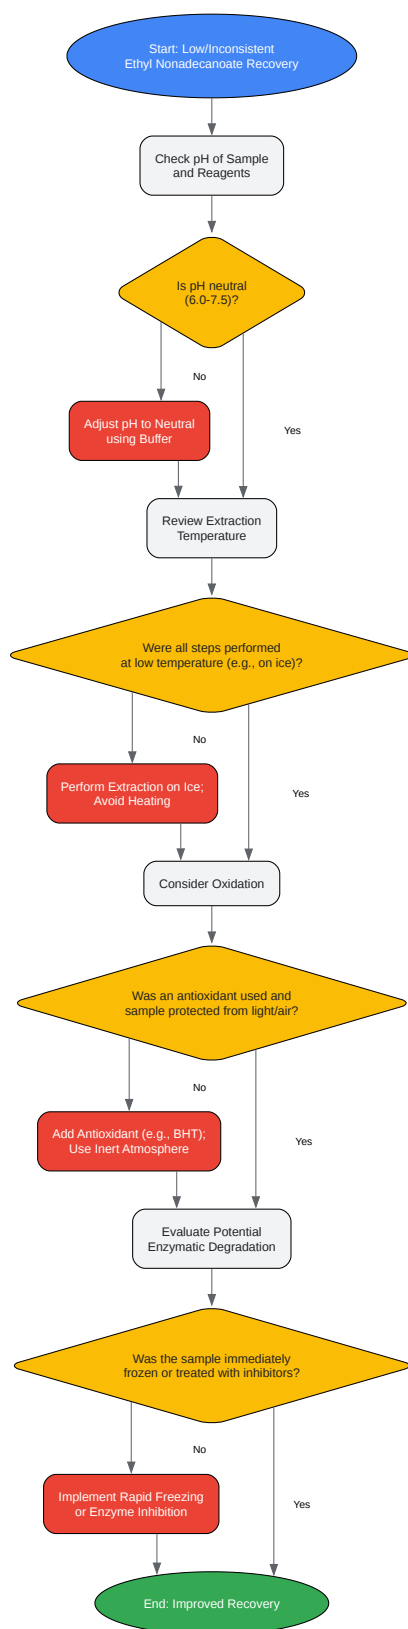 Start: Low/Inconsistent
Ethyl Nonadecanoate Recovery
Check pH of Sample
and Reagents
Is pH neutral
(6.0-7.5)?
No
Adjust pH to Neutral
using Buffer
Yes
Review Extraction
Temperature
Were all steps performed
at low temperature (e.g., on ice)?
No
Perform Extraction on Ice;
Avoid Heating
Yes
Consider Oxidation
Was an antioxidant used and
sample protected from light/air?
No
Add Antioxidant (e.g., BHT);
Use Inert Atmosphere
Yes
Evaluate Potential
Enzymatic Degradation
Was the sample immediately
frozen or treated with inhibitors?
No
Implement Rapid Freezing
or Enzyme Inhibition
Yes
End: Improved Recovery